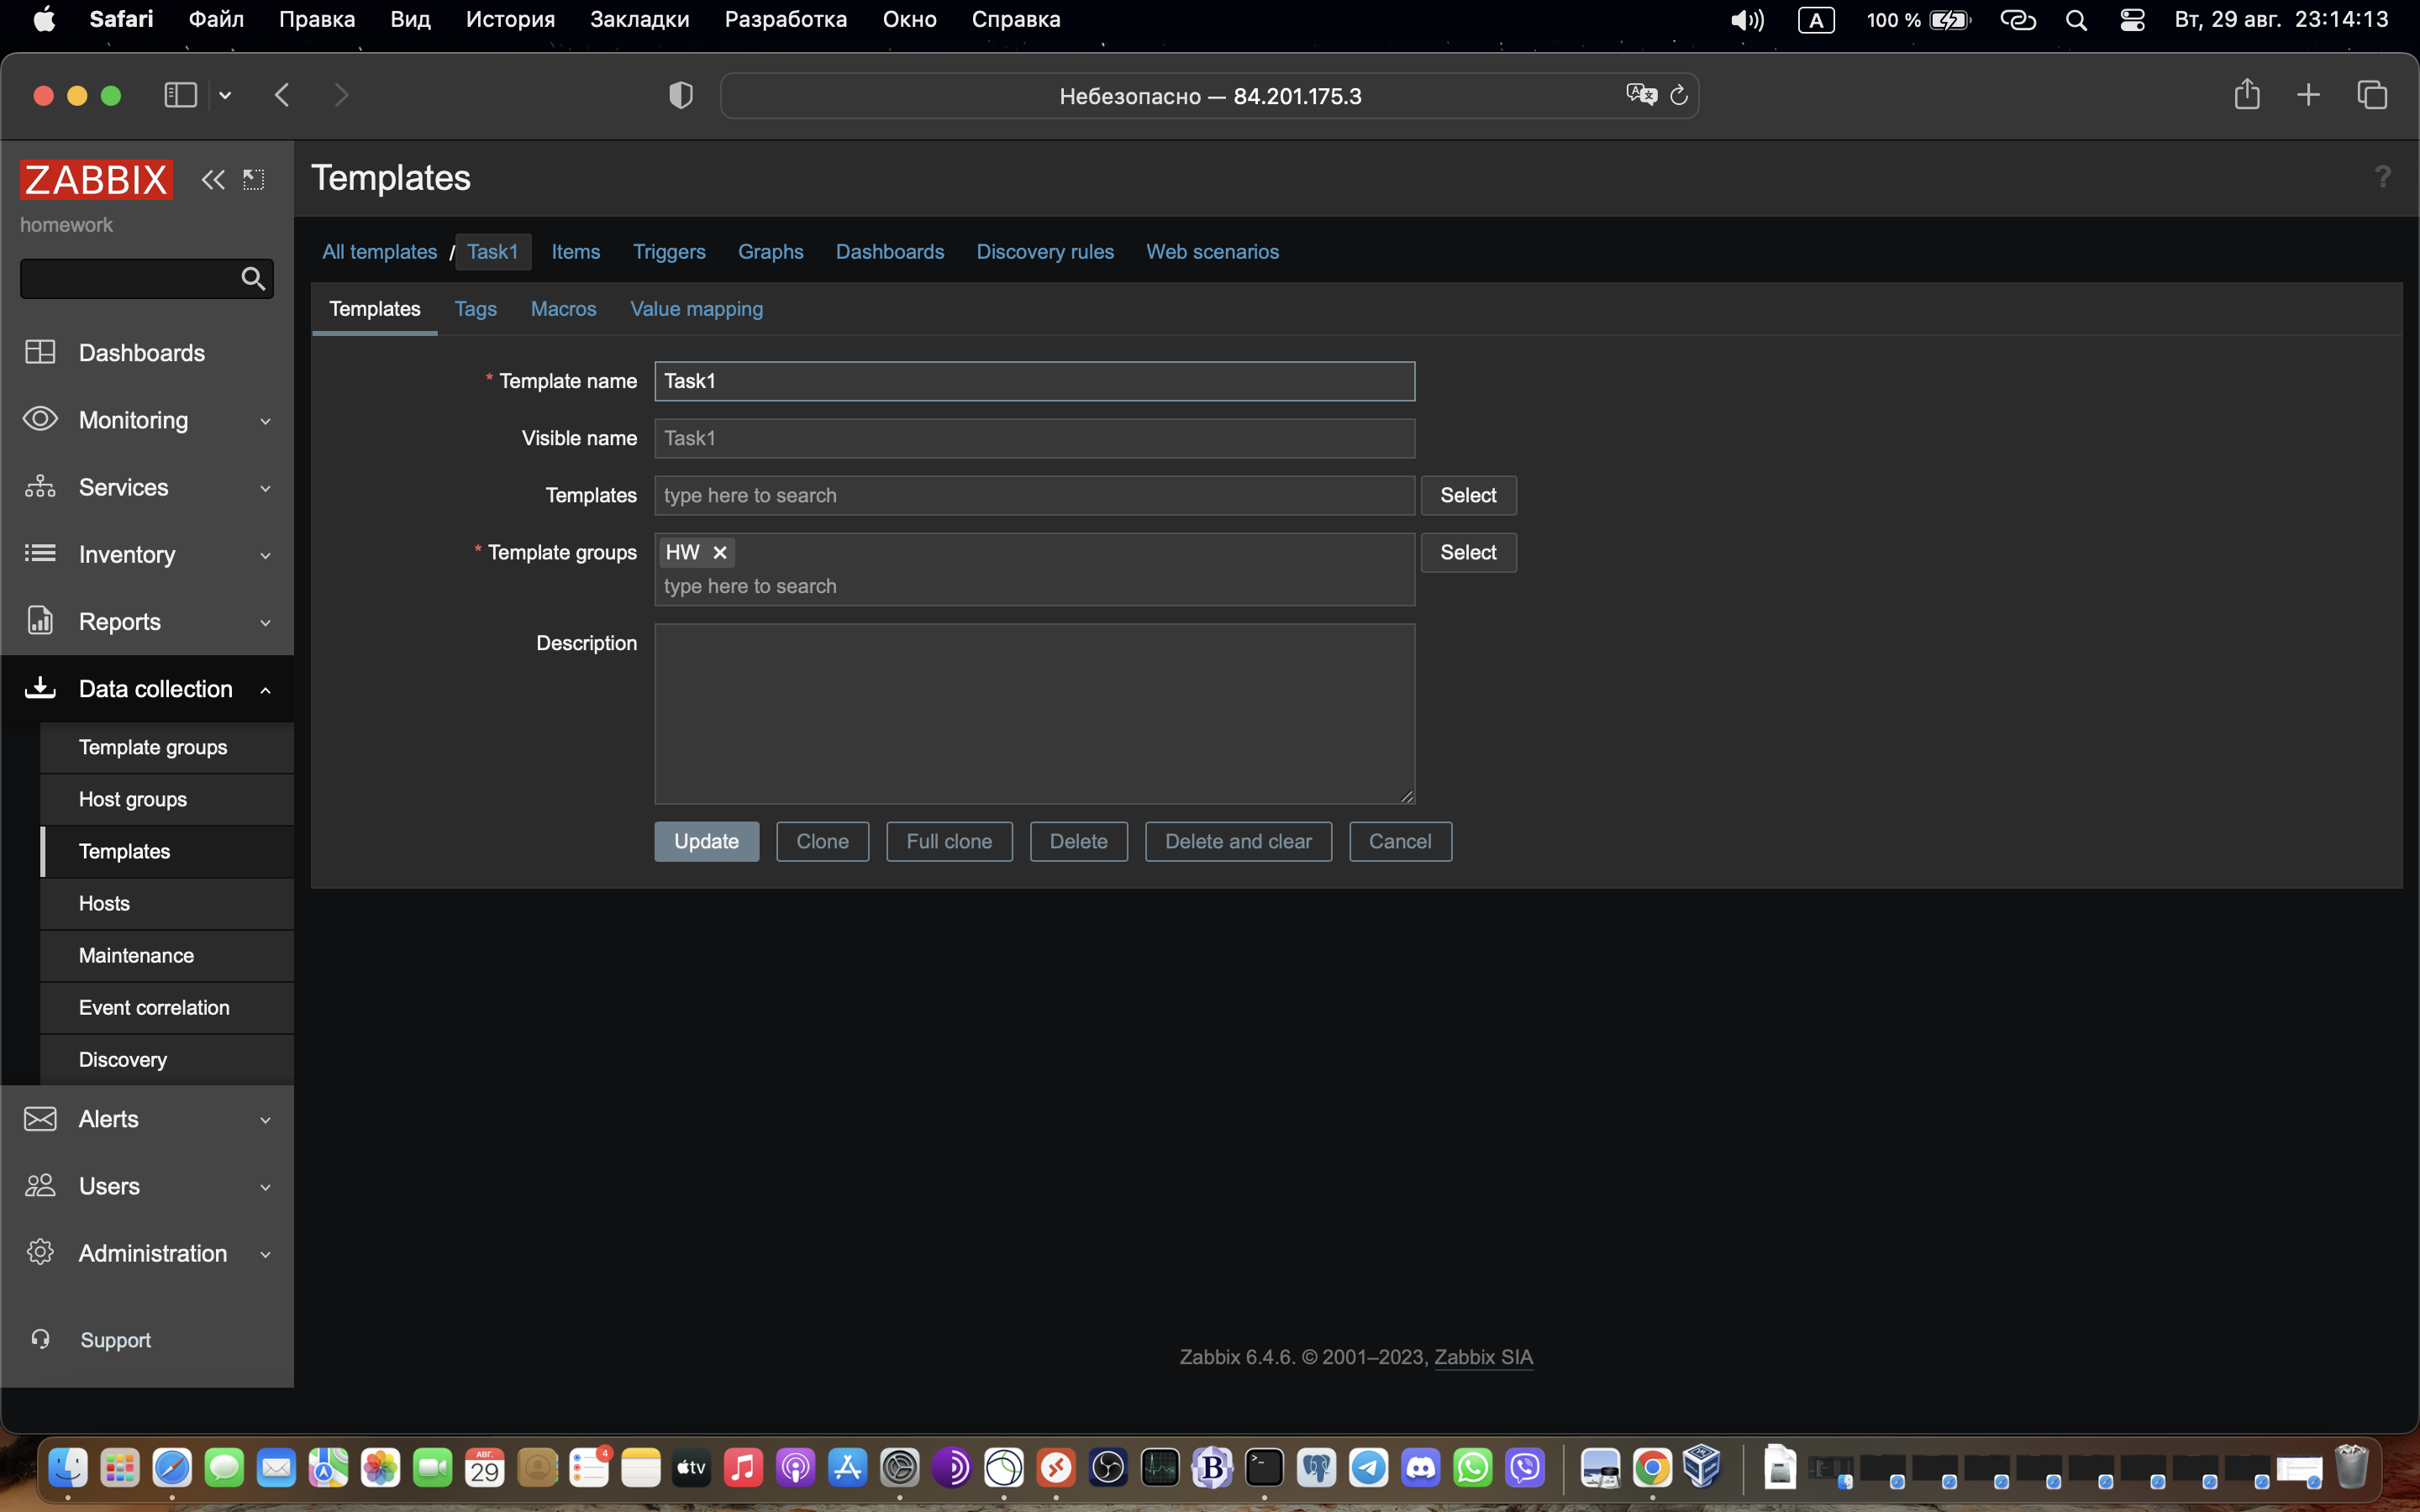 Safari Файл Правка Вид История Закладки Разработка Окно Справка A 100 % Вт, 29 авг. 23:14:13
Небезопасно — 84.201.175.3
ZABBIX
homework
Templates
?
All templates / Task1 Items Triggers Graphs Dashboards Discovery rules Web scenarios
Templates Tags Macros Value mapping
* Template name Task1
Visible name Task1
Templates type here to search Select
* Template groups HW ✕ Select
type here to search
Description
Update Clone Full clone Delete Delete and clear Cancel
Dashboards
Monitoring
Services
Inventory
Reports
Data collection
Template groups
Host groups
Templates
Hosts
Maintenance
Event correlation
Discovery
Alerts
Users
Administration
Support
Zabbix 6.4.6. © 2001–2023, Zabbix SIA
АВГ.
29
4
tv
B